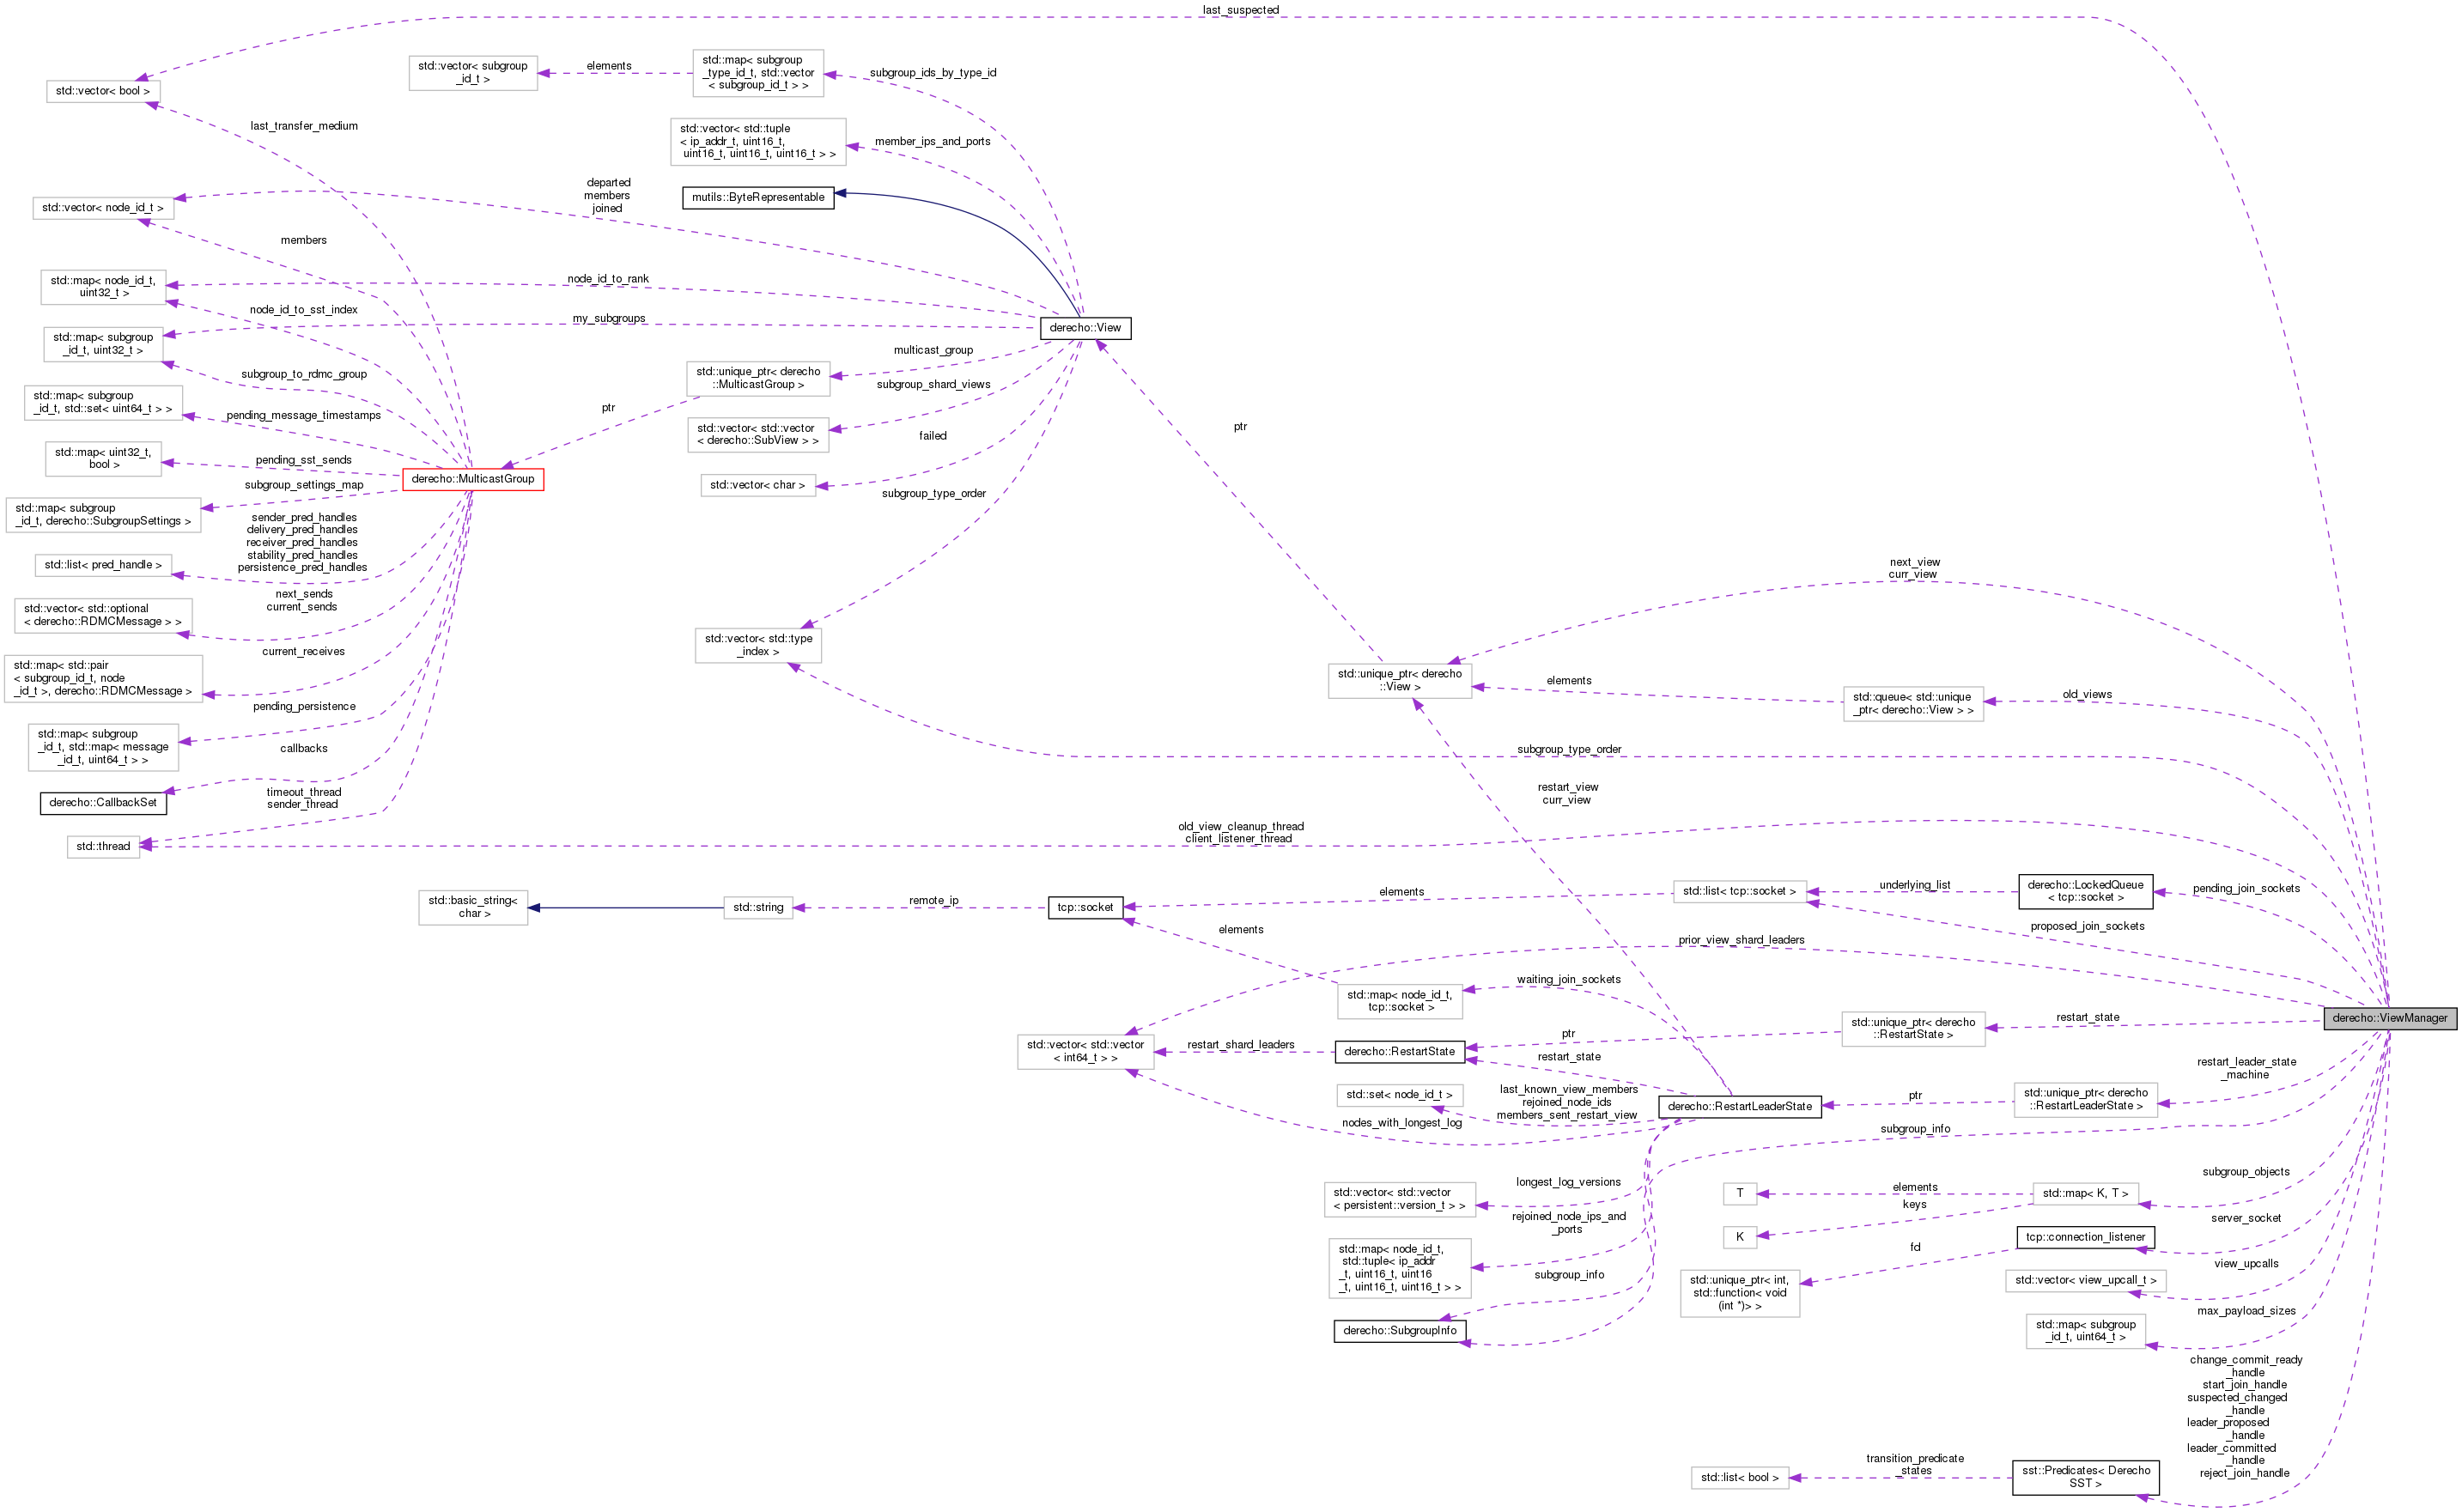 last_suspected
std::vector< subgroup
_id_t >
elements
std::map< subgroup
_type_id_t, std::vector
< subgroup_id_t > >
subgroup_ids_by_type_id
std::vector< bool >
last_transfer_medium
std::vector< std::tuple
< ip_addr_t, uint16_t,
uint16_t, uint16_t, uint16_t > >
member_ips_and_ports
departed
members
joined
mutils::ByteRepresentable
std::vector< node_id_t >
members
std::map< node_id_t,
uint32_t >
node_id_to_rank
node_id_to_sst_index
my_subgroups
derecho::View
std::map< subgroup
_id_t, uint32_t >
multicast_group
std::unique_ptr< derecho
::MulticastGroup >
subgroup_to_rdmc_group
subgroup_shard_views
std::map< subgroup
_id_t, std::set< uint64_t > >
ptr
pending_message_timestamps
std::vector< std::vector
< derecho::SubView > >
ptr
failed
std::map< uint32_t,
bool >
pending_sst_sends
derecho::MulticastGroup
subgroup_settings_map
std::vector< char >
subgroup_type_order
std::map< subgroup
_id_t, derecho::SubgroupSettings >
sender_pred_handles
delivery_pred_handles
receiver_pred_handles
stability_pred_handles
persistence_pred_handles
std::list< pred_handle >
next_view
curr_view
next_sends
current_sends
std::vector< std::optional
< derecho::RDMCMessage > >
std::vector< std::type
_index >
current_receives
std::map< std::pair
< subgroup_id_t, node
_id_t >, derecho::RDMCMessage >
std::unique_ptr< derecho
::View >
elements
std::queue< std::unique
_ptr< derecho::View > >
old_views
pending_persistence
std::map< subgroup
_id_t, std::map< message
_id_t, uint64_t > >
callbacks
subgroup_type_order
restart_view
curr_view
derecho::CallbackSet
timeout_thread
sender_thread
old_view_cleanup_thread
client_listener_thread
std::thread
std::basic_string<
char >
std::string
remote_ip
tcp::socket
elements
std::list< tcp::socket >
underlying_list
derecho::LockedQueue
< tcp::socket >
pending_join_sockets
elements
proposed_join_sockets
prior_view_shard_leaders
std::map< node_id_t,
tcp::socket >
waiting_join_sockets
derecho::ViewManager
std::vector< std::vector
< int64_t > >
restart_shard_leaders
derecho::RestartState
ptr
std::unique_ptr< derecho
::RestartState >
restart_state
restart_state
restart_leader_state
_machine
std::set< node_id_t >
last_known_view_members
rejoined_node_ids
members_sent_restart_view
derecho::RestartLeaderState
ptr
std::unique_ptr< derecho
::RestartLeaderState >
nodes_with_longest_log
subgroup_info
subgroup_objects
std::vector< std::vector
< persistent::version_t > >
longest_log_versions
T
elements
std::map< K, T >
keys
K
rejoined_node_ips_and
_ports
server_socket
tcp::connection_listener
fd
std::map< node_id_t,
std::tuple< ip_addr
_t, uint16_t, uint16
_t, uint16_t, uint16_t > >
subgroup_info
std::unique_ptr< int,
std::function< void
(int *)> >
view_upcalls
std::vector< view_upcall_t >
max_payload_sizes
derecho::SubgroupInfo
std::map< subgroup
_id_t, uint64_t >
change_commit_ready
_handle
start_join_handle
suspected_changed
_handle
leader_proposed
_handle
leader_committed
_handle
reject_join_handle
std::list< bool >
transition_predicate
_states
sst::Predicates< Derecho
SST >